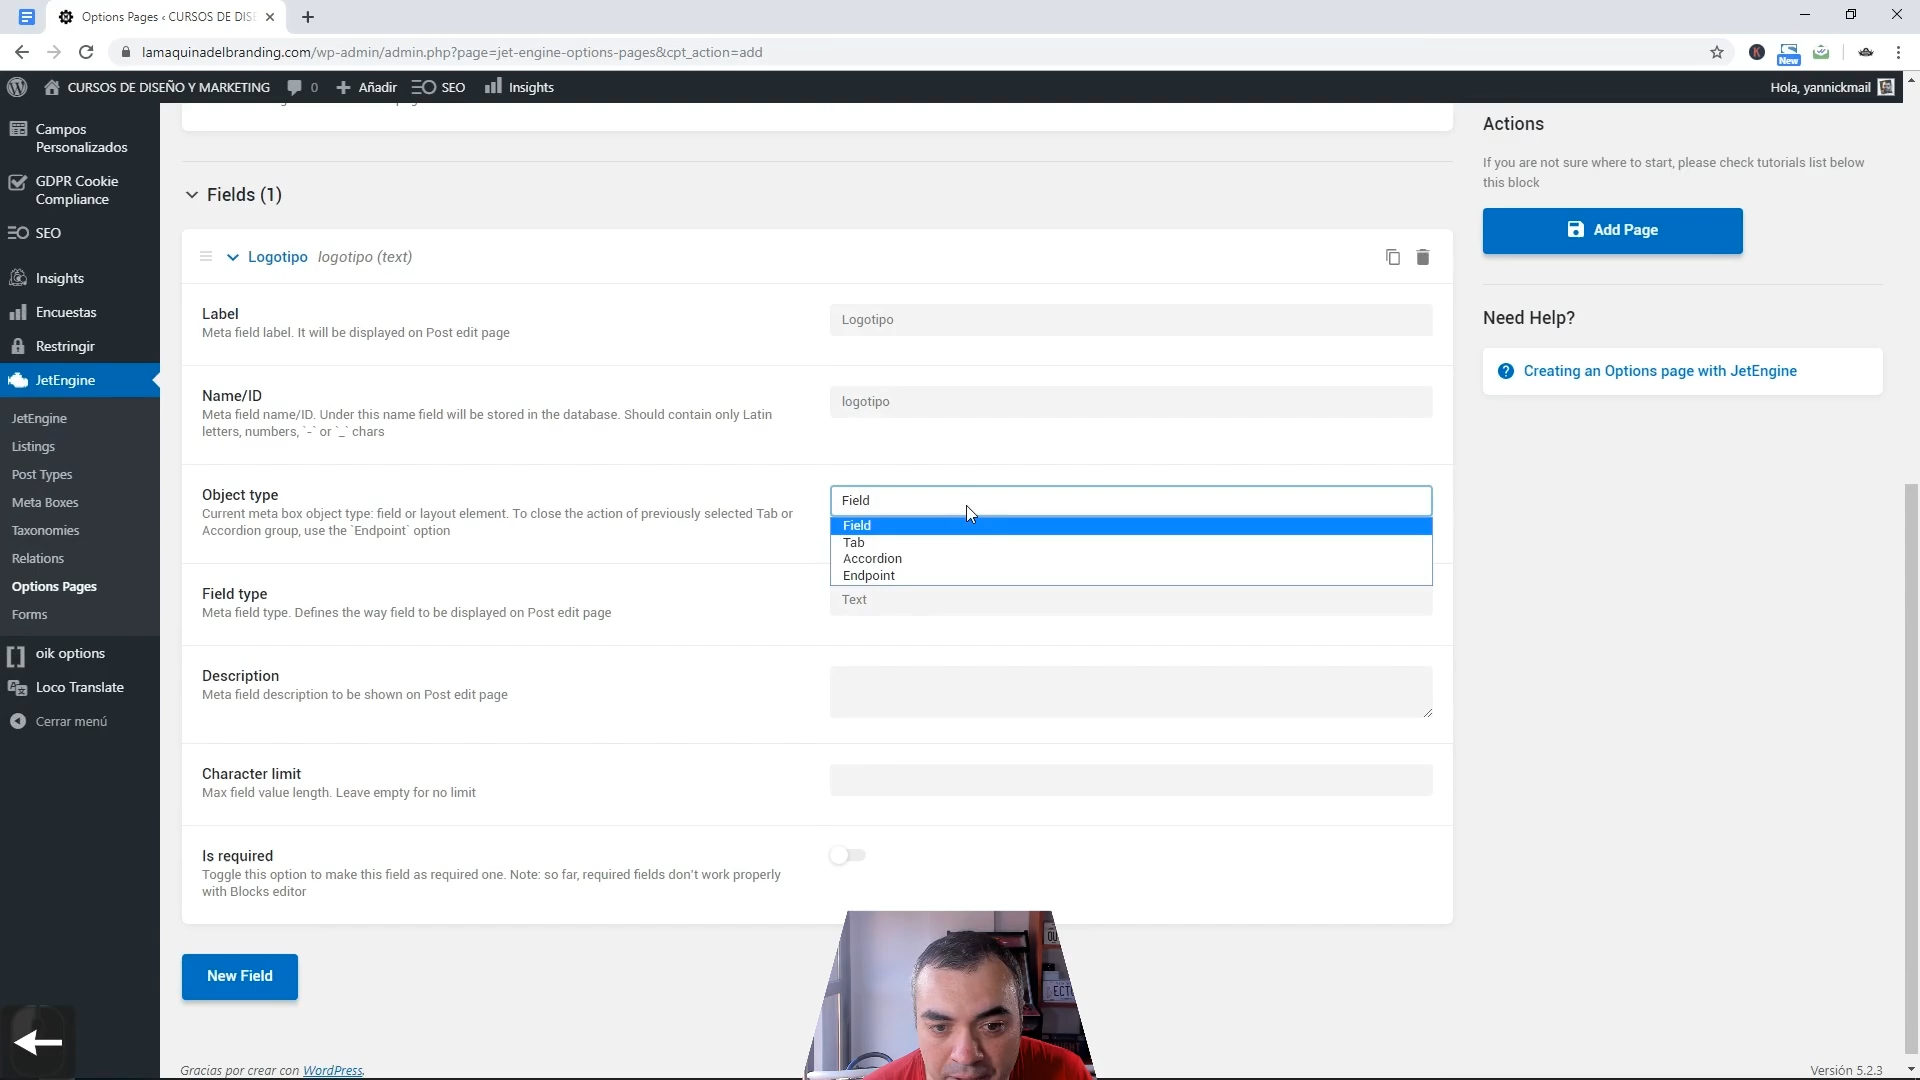 Options Pages ‹ CURSOS DE DISE
lamaquinadelbranding.com/wp-admin/admin.php?page=jet-engine-options-pages&cpt_action=add
K
New
CURSOS DE DISEÑO Y MARKETING
0
Añadir
SEO
Insights
Hola, yannickmail
Campos
Personalizados
GDPR Cookie
Compliance
SEO
Insights
Encuestas
Restringir
JetEngine
JetEngine
Listings
Post Types
Meta Boxes
Taxonomies
Relations
Options Pages
Forms
oik options
Loco Translate
Cerrar menú
Fields (1)
Logotipo logotipo (text)
Label
Meta field label. It will be displayed on Post edit page
Logotipo
Name/ID
Meta field name/ID. Under this name field will be stored in the database. Should contain only Latin
letters, numbers, `-` or `_` chars
logotipo
Object type
Current meta box object type: field or layout element. To close the action of previously selected Tab or
Accordion group, use the `Endpoint` option
Field
Field
Tab
Accordion
Endpoint
Field type
Meta field type. Defines the way field to be displayed on Post edit page
Text
Description
Meta field description to be shown on Post edit page
Character limit
Max field value length. Leave empty for no limit
Is required
Toggle this option to make this field as required one. Note: so far, required fields don't work properly
with Blocks editor
New Field
Actions
If you are not sure where to start, please check tutorials list below
this block
Add Page
Need Help?
Creating an Options page with JetEngine
Gracias por crear con WordPress.
Versión 5.2.3